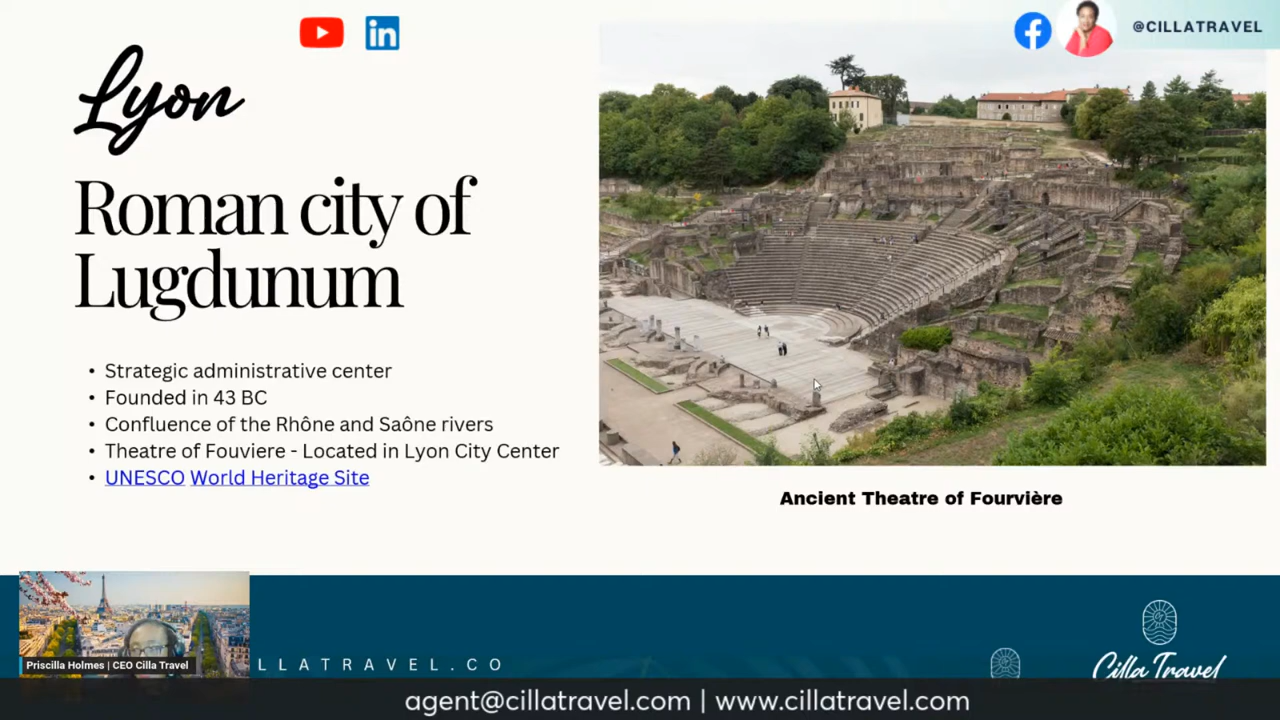 @CILLATRAVEL
Lyon
Roman city of
Lugdunum
• Strategic administrative center
• Founded in 43 BC
• Confluence of the Rhône and Saône rivers
• Theatre of Fouviere - Located in Lyon City Center
• UNESCO World Heritage Site
Ancient Theatre of Fourvière
Priscilla Holmes | CEO Cilla Travel
LLATRAVEL.CO
Cilla Travel
agent@cillatravel.com | www.cillatravel.com